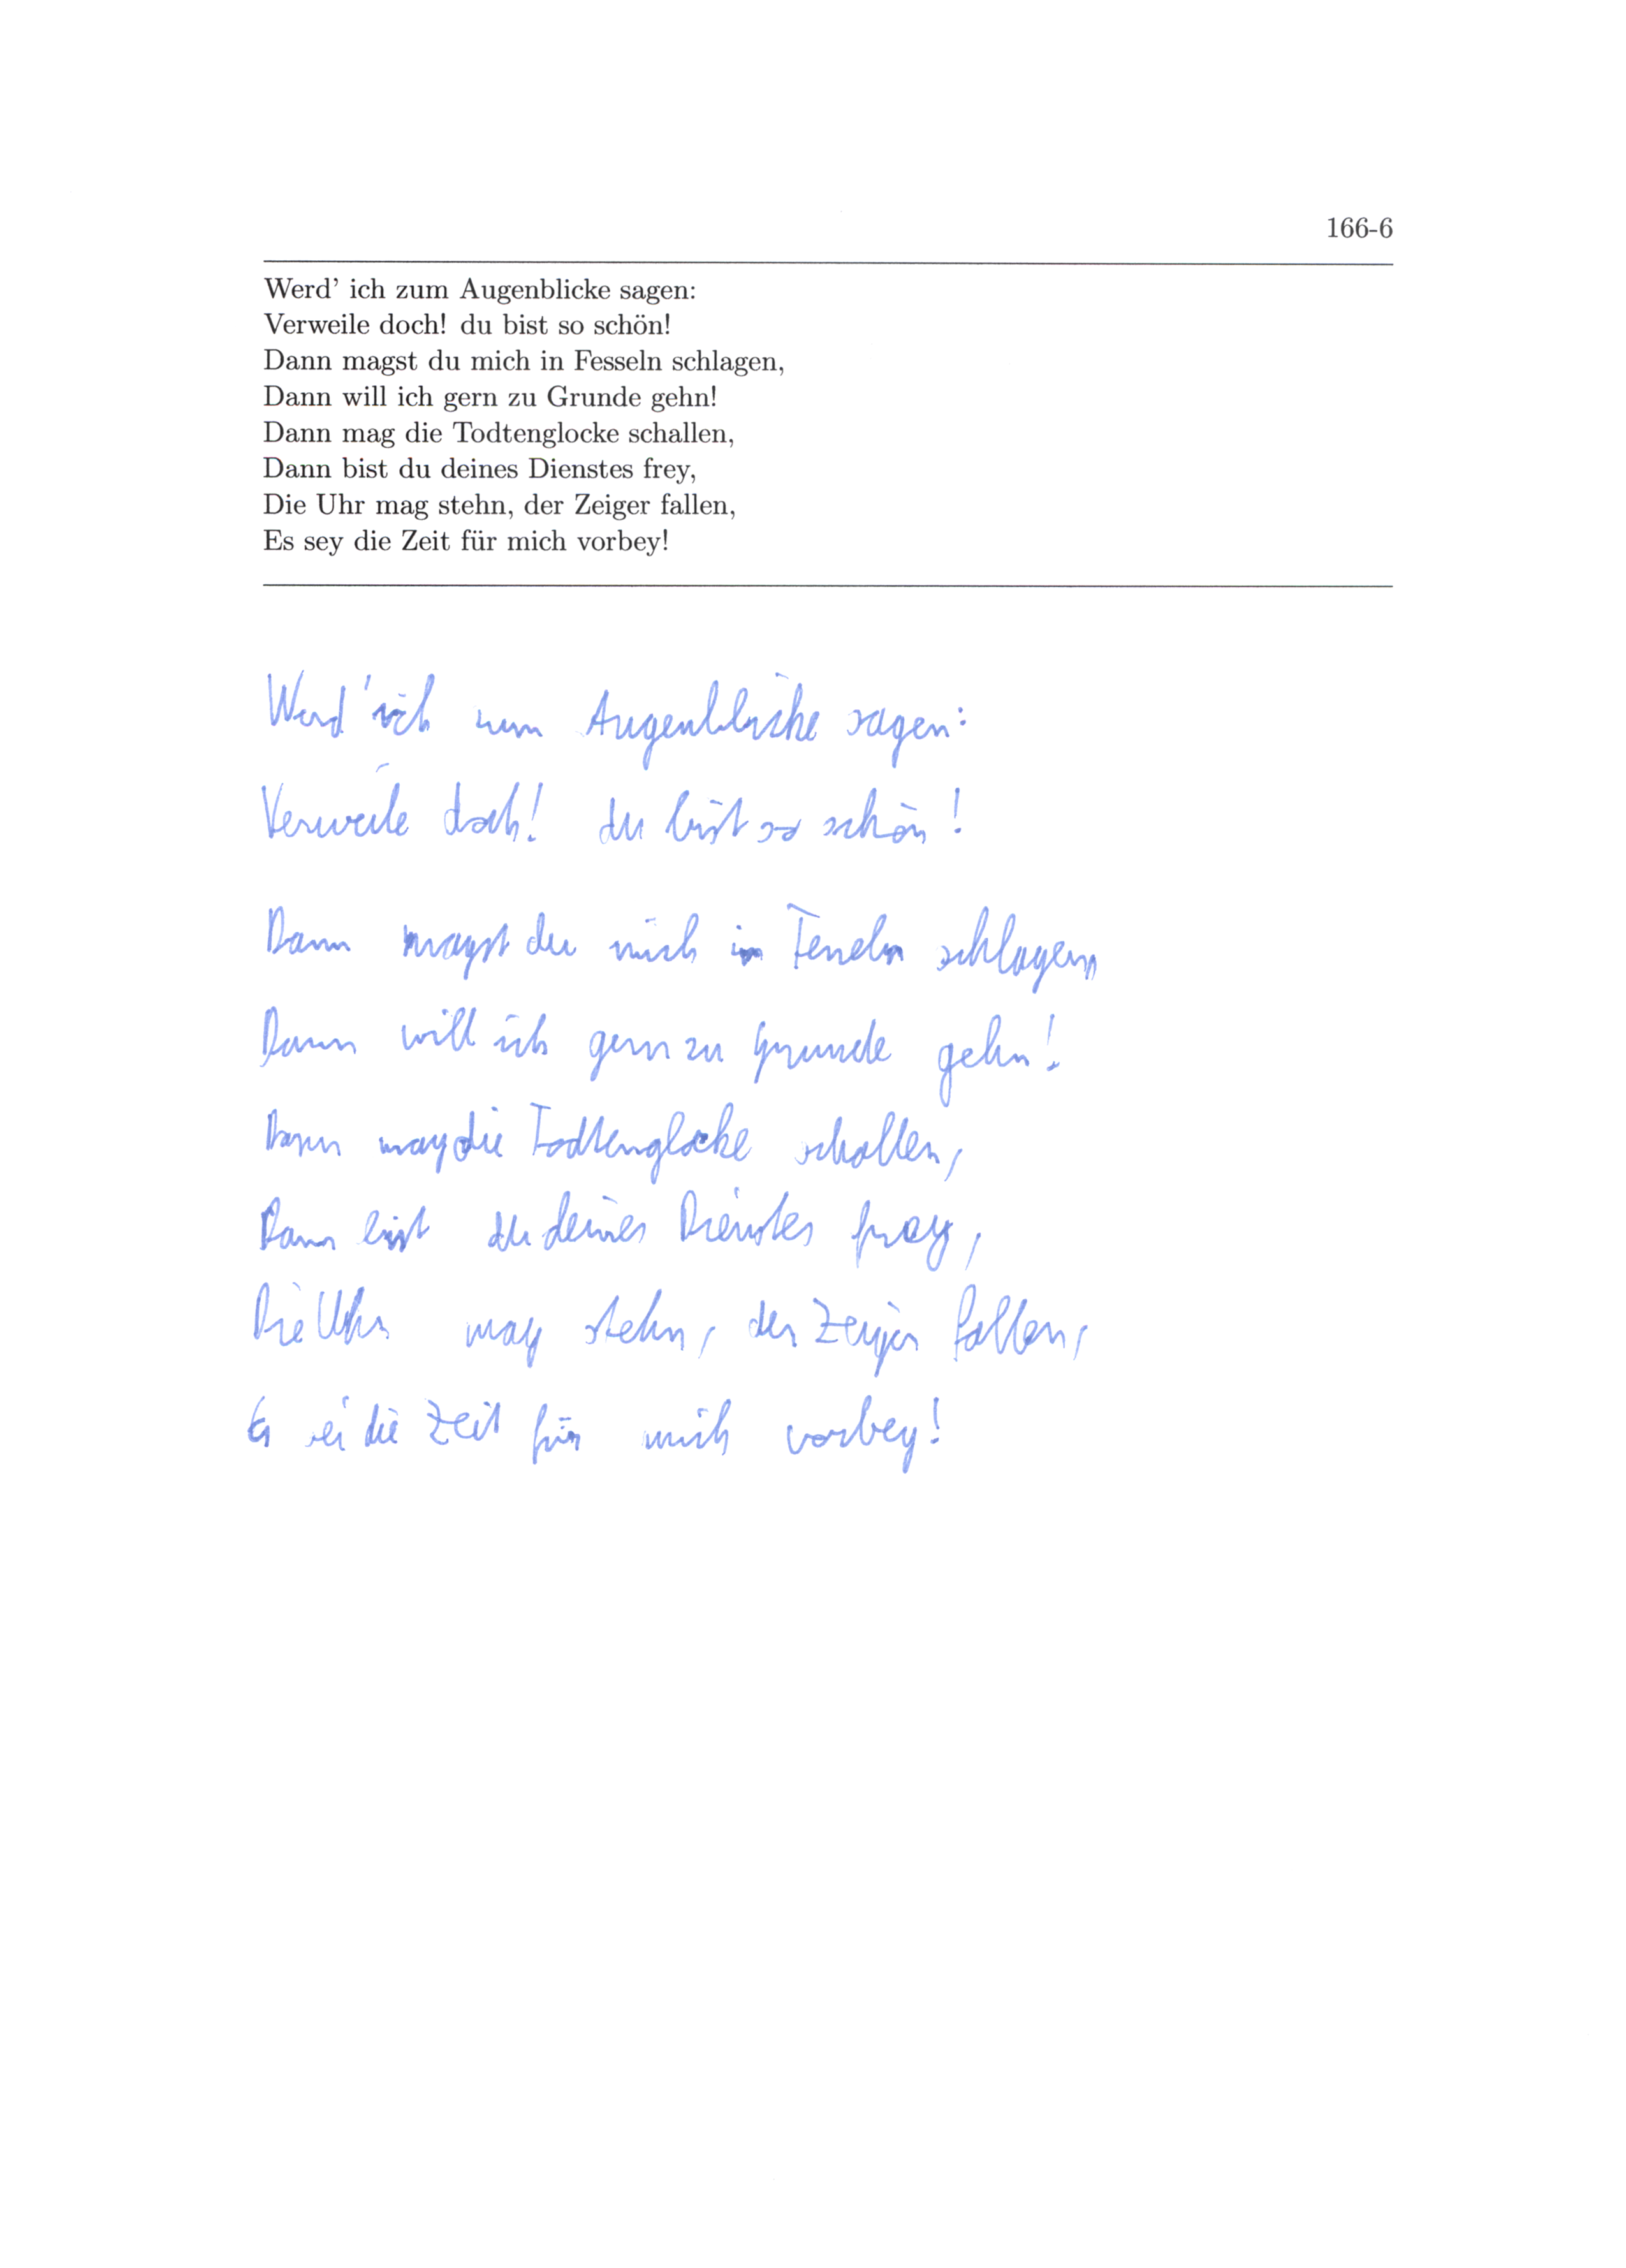 166-6
Werd' ich zum Augenblicke sagen:
Verweile doch! du bist so schön!
Dann magst du mich in Fesseln schlagen,
Dann will ich gern zu Grunde gehn!
Dann mag die Todtenglocke schallen,
Dann bist du deines Dienstes frey,
Die Uhr mag stehn, der Zeiger fallen,
Es sey die Zeit für mich vorbey!
Werd' ich zum Augenblicke sagen:
Verweile doch! du bist so schön!
Dann magst du mich in Fesseln schlagen
Dann will ich gern zu Grunde gehn!
Dann mag die Todtenglocke schallen,
Dann bist du deines Dienstes frey,
Die Uhr mag stehn, der Zeiger fallen,
Es sei die Zeit für mich vorbey!